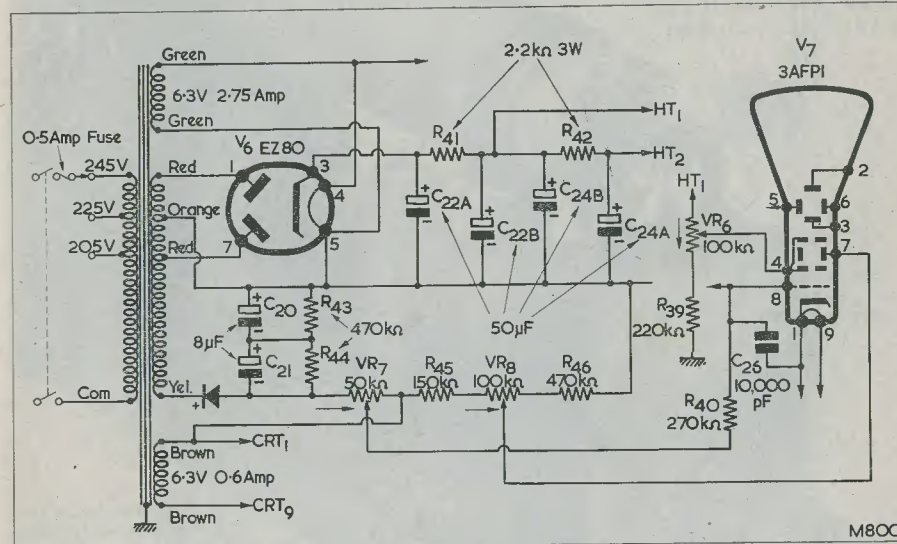 Green
6·3V 2·75 Amp
Green
0·5Amp Fuse
245V
225V
205V
Com
Red
Orange
Red
Yel.
Brown
6·3V 0·6Amp
Brown
CRT1
CRT9
V6 EZ80
1
7
3
4
5
2·2kΩ 3W
R41
R42
HT1
HT2
C22A
C22B
C24B
C24A
50μF
C20
8μF
C21
R43
470kΩ
R44
VR7
50kΩ
R45
150kΩ
VR8
100kΩ
R46
470kΩ
HT1
VR6
100kΩ
R39
220kΩ
R40
270kΩ
C26
10,000
pF
V7
3AFP1
2
5
6
3
4
7
8
1
9
M800